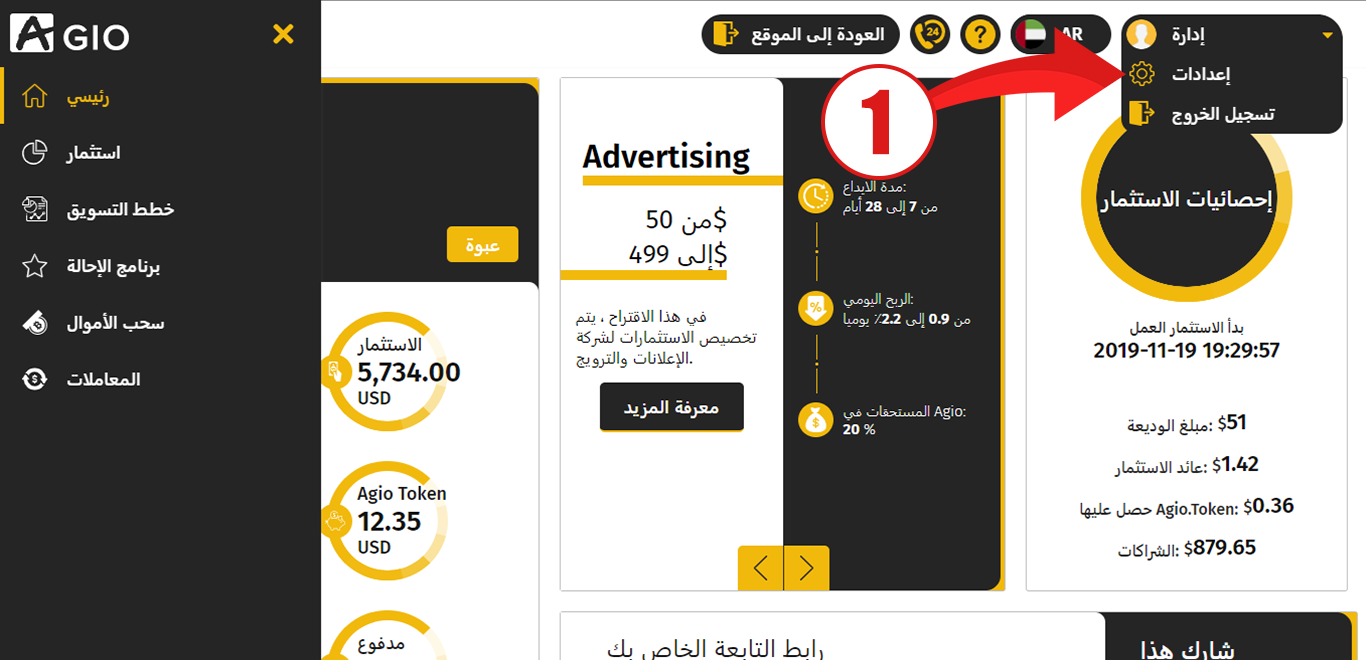 AGIO
رئيسي
استثمار
خطط التسويق
برنامج الإحالة
سحب الأموال
المعاملات
العودة إلى الموقع
24
?
AR
إدارة
إعدادات
تسجيل الخروج
1
عبوة
الاستثمار
5,734.00
USD
Agio Token
12.35
USD
مدفوع
Advertising
$من 50
$إلى 499
في هذا الاقتراح ، يتم
تخصيص الاستثمارات لشركة
الإعلانات والترويج.
معرفة المزيد
مدة الايداع:
من 7 إلى 28 أيام
%
الربح اليومي:
من 0.9 إلى 2.2٪ يوميا
$
المستحقات في Agio:
20 %
إحصائيات الاستثمار
بدأ الاستثمار العمل
2019-11-19 19:29:57
مبلغ الوديعة: $51
عائد الاستثمار: $1.42
حصل عليها Agio.Token: $0.36
الشراكات: $879.65
رابط التابعة الخاص بك
شارك هذا